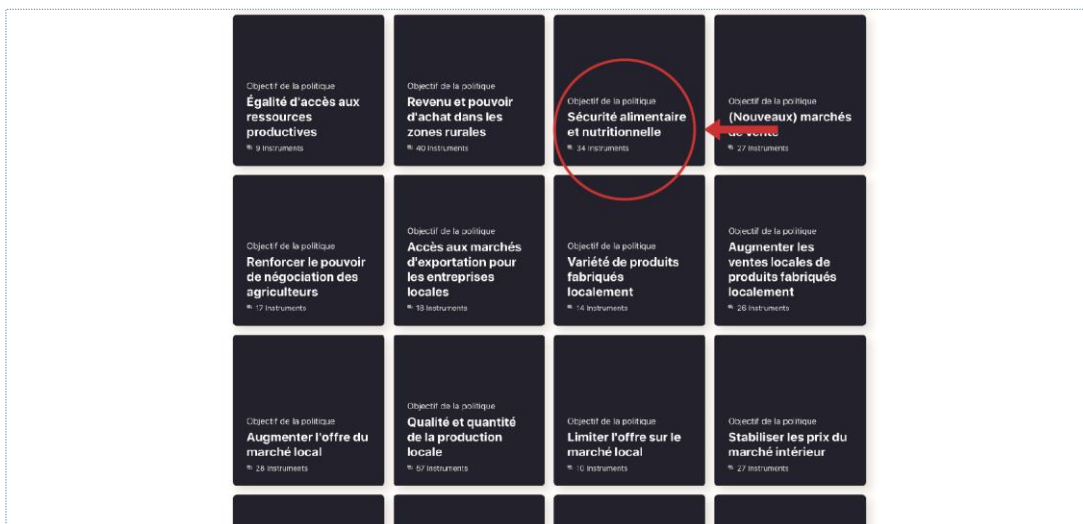 Objectif de la politique
Égalité d'accès aux
ressources
productives
9 Instruments
Objectif de la politique
Revenu et pouvoir
d'achat dans les
zones rurales
40 Instruments
Objectif de la politique
Sécurité alimentaire
et nutritionnelle
34 Instruments
Objectif de la politique
(Nouveaux) marchés
de vente
27 Instruments
Objectif de la politique
Renforcer le pouvoir
de négociation des
agriculteurs
17 Instruments
Objectif de la politique
Accès aux marchés
d'exportation pour
les entreprises
locales
18 Instruments
Objectif de la politique
Variété de produits
fabriqués
localement
14 Instruments
Objectif de la politique
Augmenter les
ventes locales de
produits fabriqués
localement
26 Instruments
Objectif de la politique
Augmenter l'offre du
marché local
28 Instruments
Objectif de la politique
Qualité et quantité
de la production
locale
57 Instruments
Objectif de la politique
Limiter l'offre sur le
marché local
10 Instruments
Objectif de la politique
Stabiliser les prix du
marché intérieur
27 Instruments